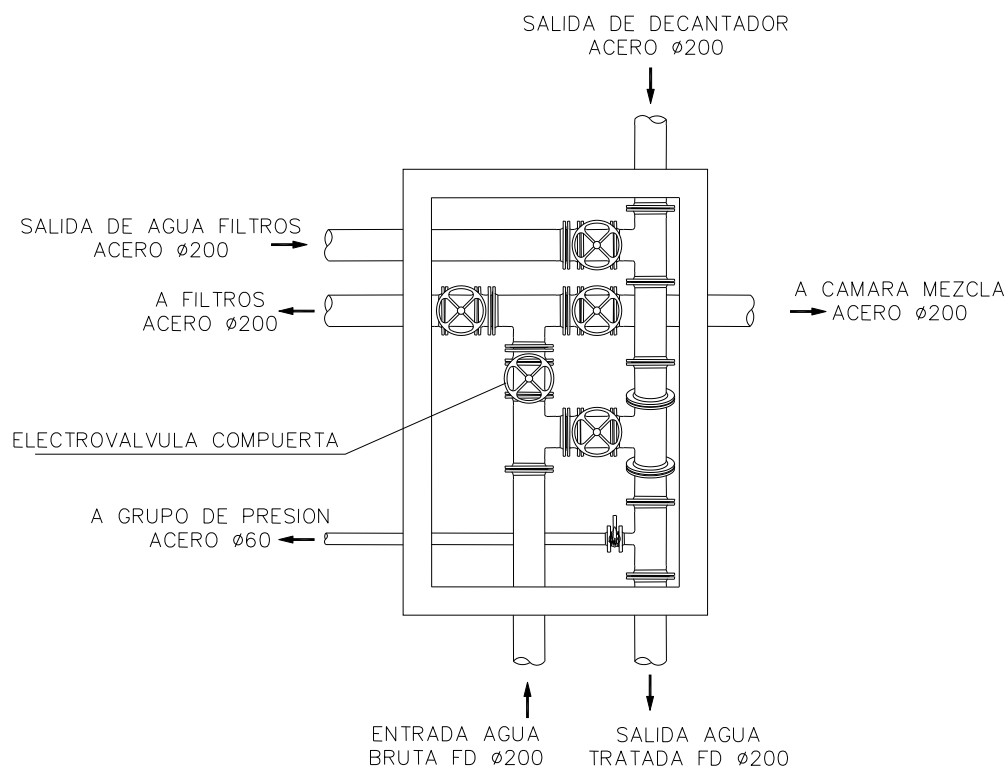 SALIDA DE DECANTADOR
ACERO ø200
SALIDA DE AGUA FILTROS
ACERO ø200
A FILTROS
ACERO ø200
A CAMARA MEZCLA
ACERO ø200
ELECTROVALVULA COMPUERTA
A GRUPO DE PRESION
ACERO ø60
ENTRADA AGUA
BRUTA FD ø200
SALIDA AGUA
TRATADA FD ø200